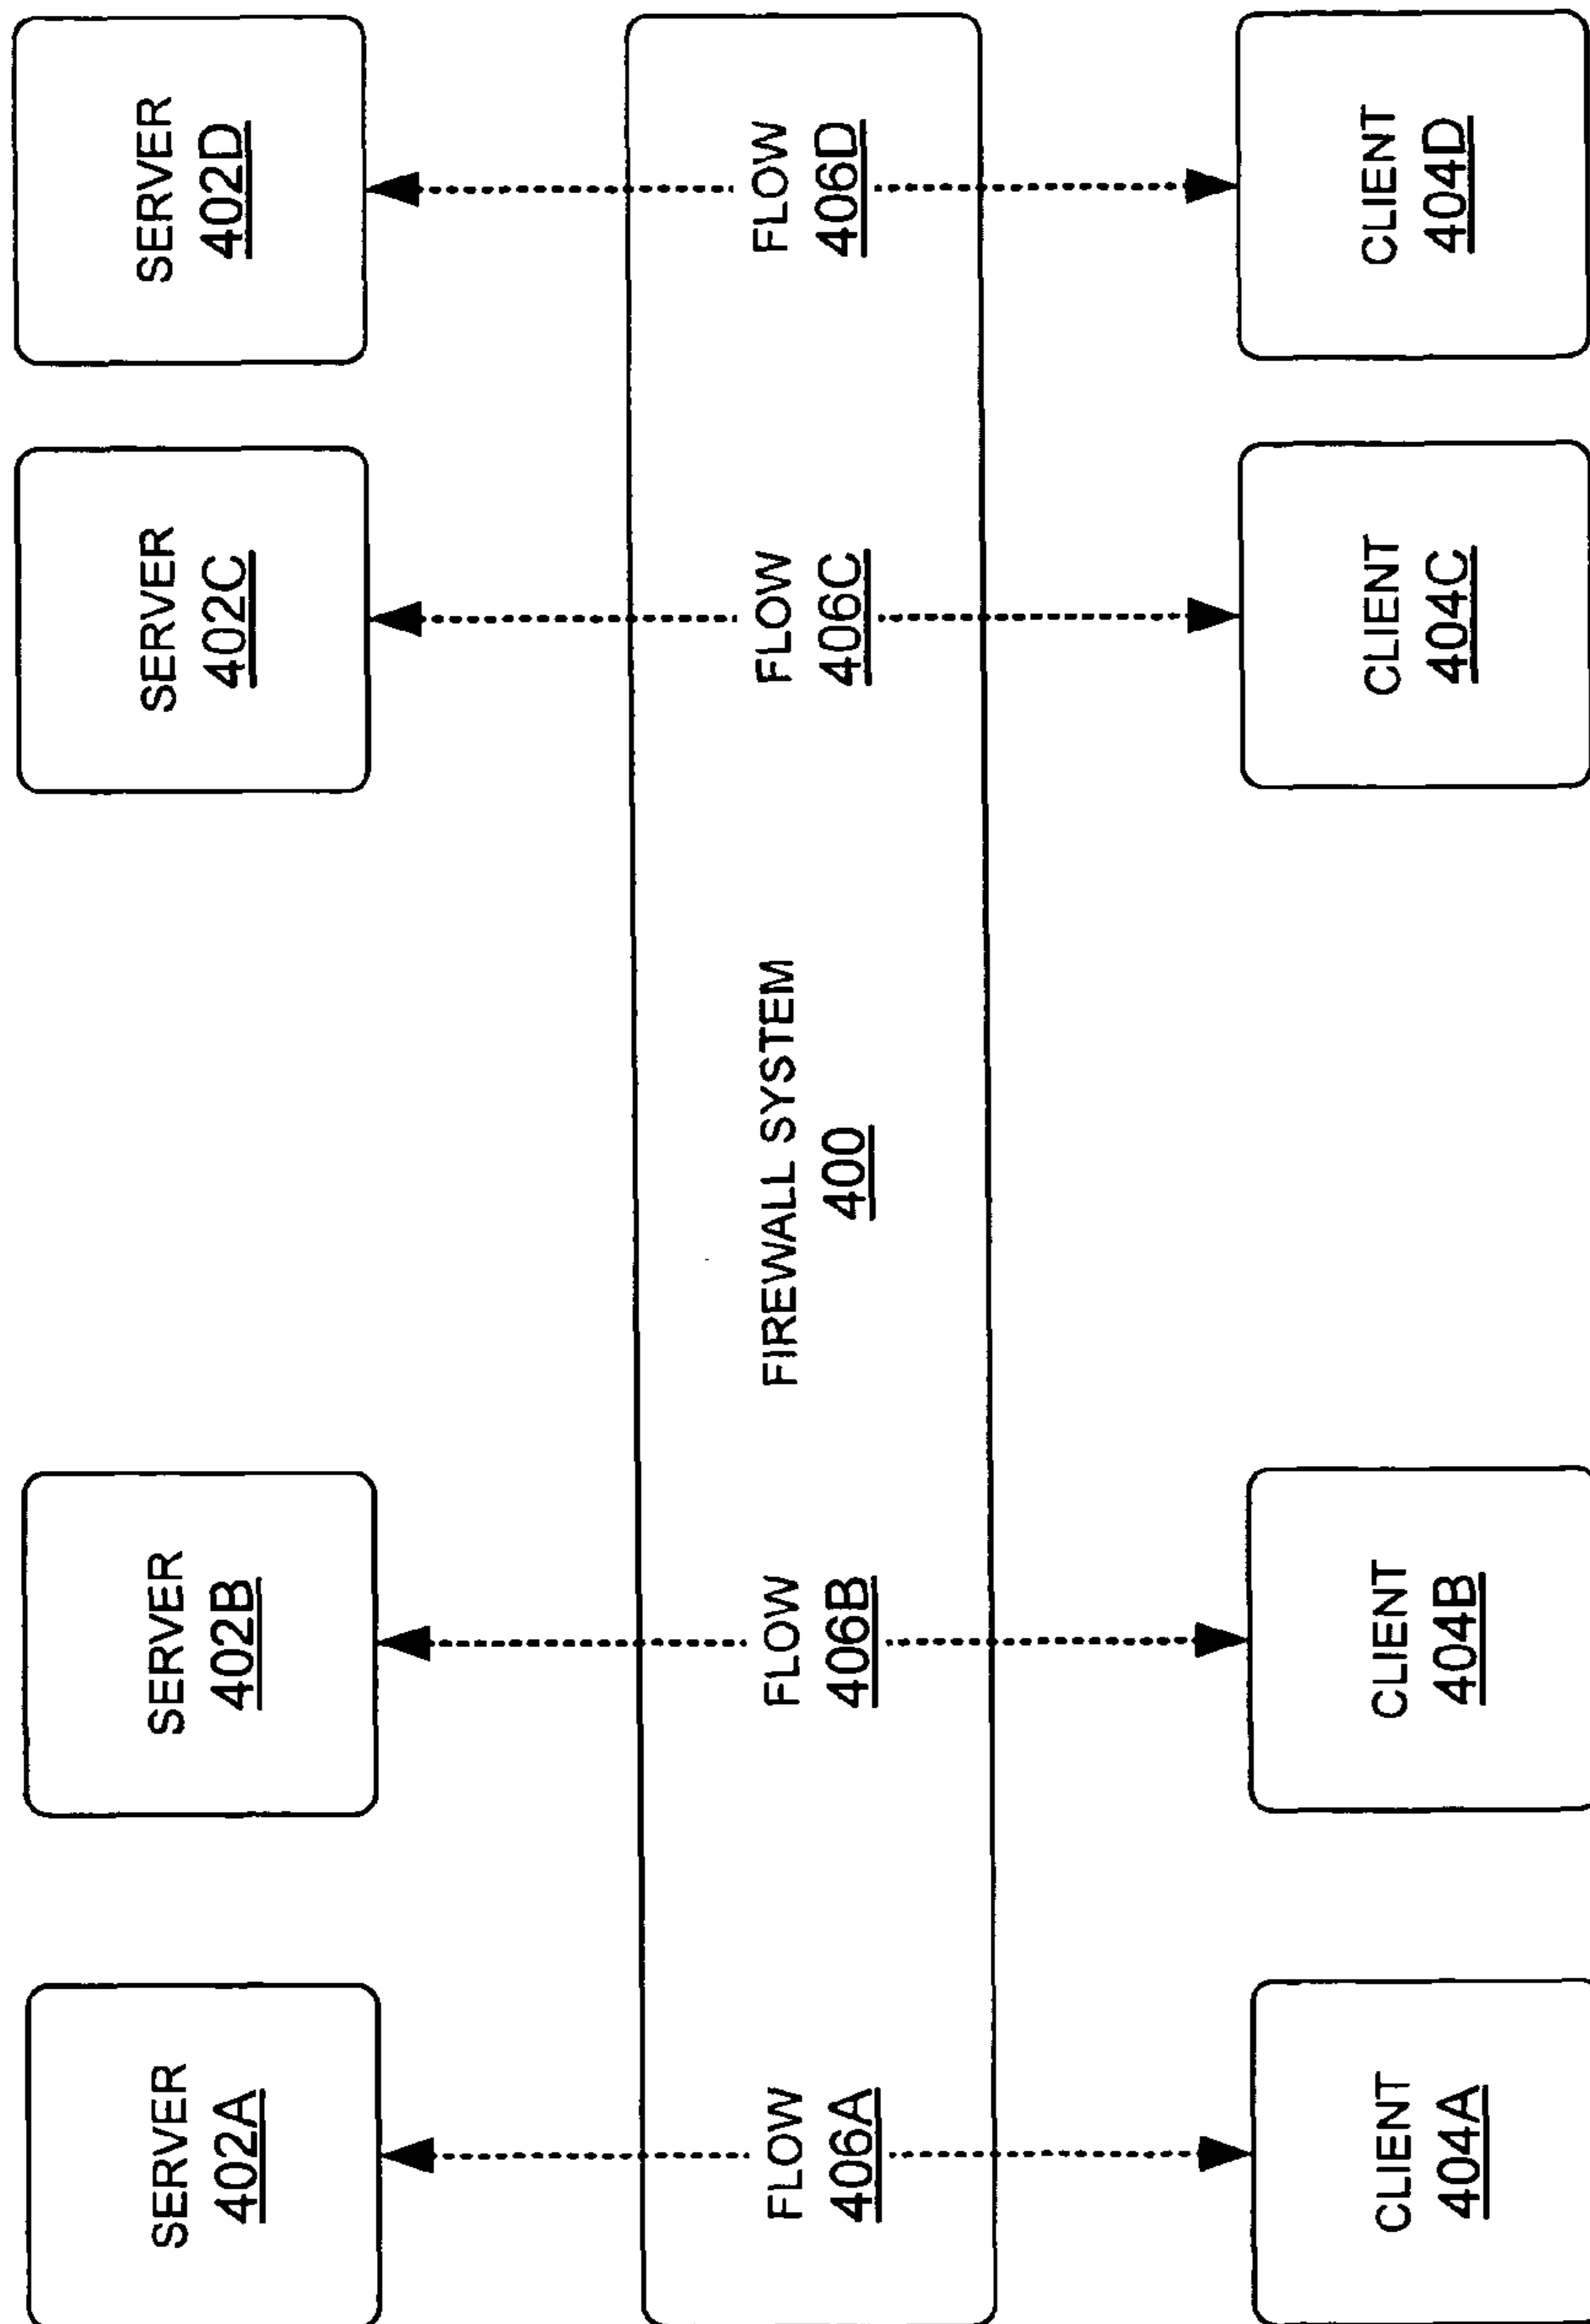 SERVER
402A
SERVER
402B
SERVER
402C
SERVER
402D
FLOW
406A
FLOW
406B
FIREWALL SYSTEM
400
FLOW
406C
FLOW
406D
CLIENT
404A
CLIENT
404B
CLIENT
404C
CLIENT
404D